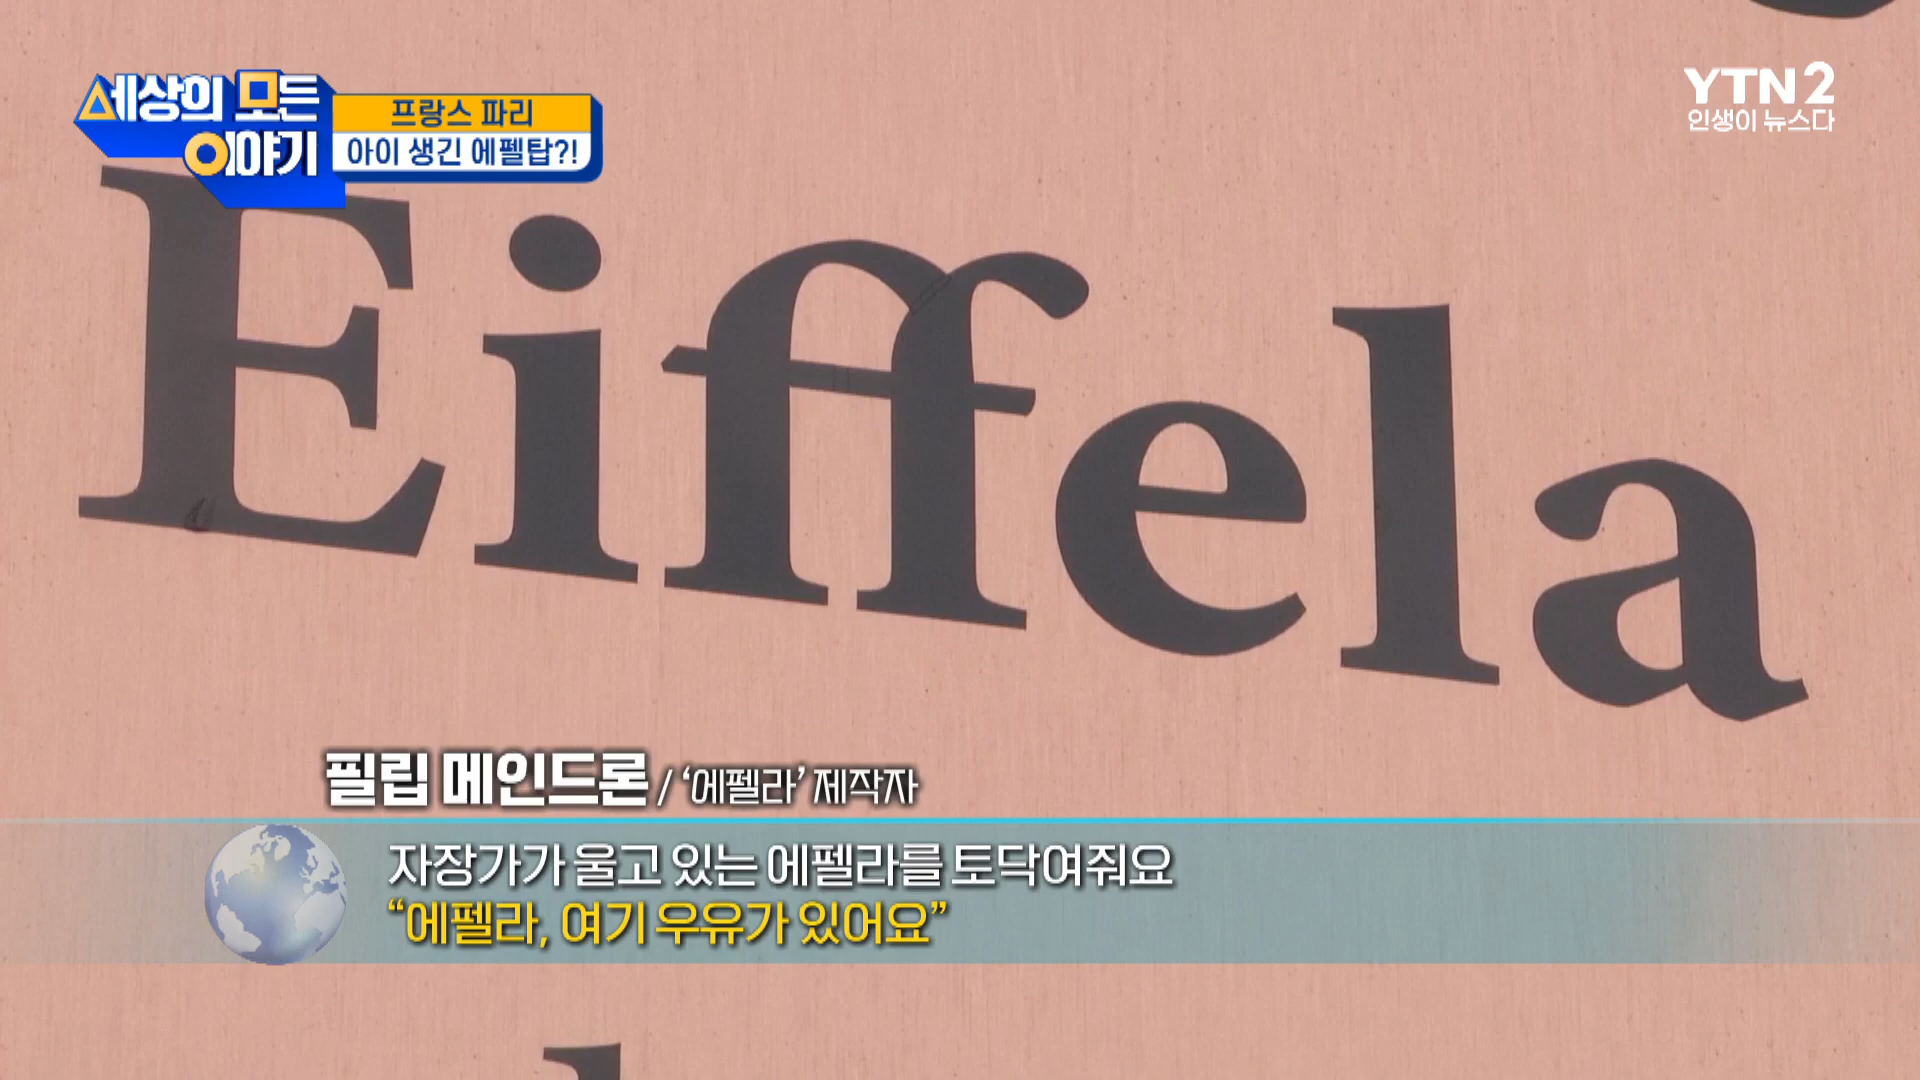 세상의 모든
이야기
프랑스 파리
아이 생긴 에펠탑?!
YTN2
인생이 뉴스다
Eiffela
필립 메인드론 / ‘에펠라’ 제작자
자장가가 울고 있는 에펠라를 토닥여줘요
“에펠라, 여기 우유가 있어요”